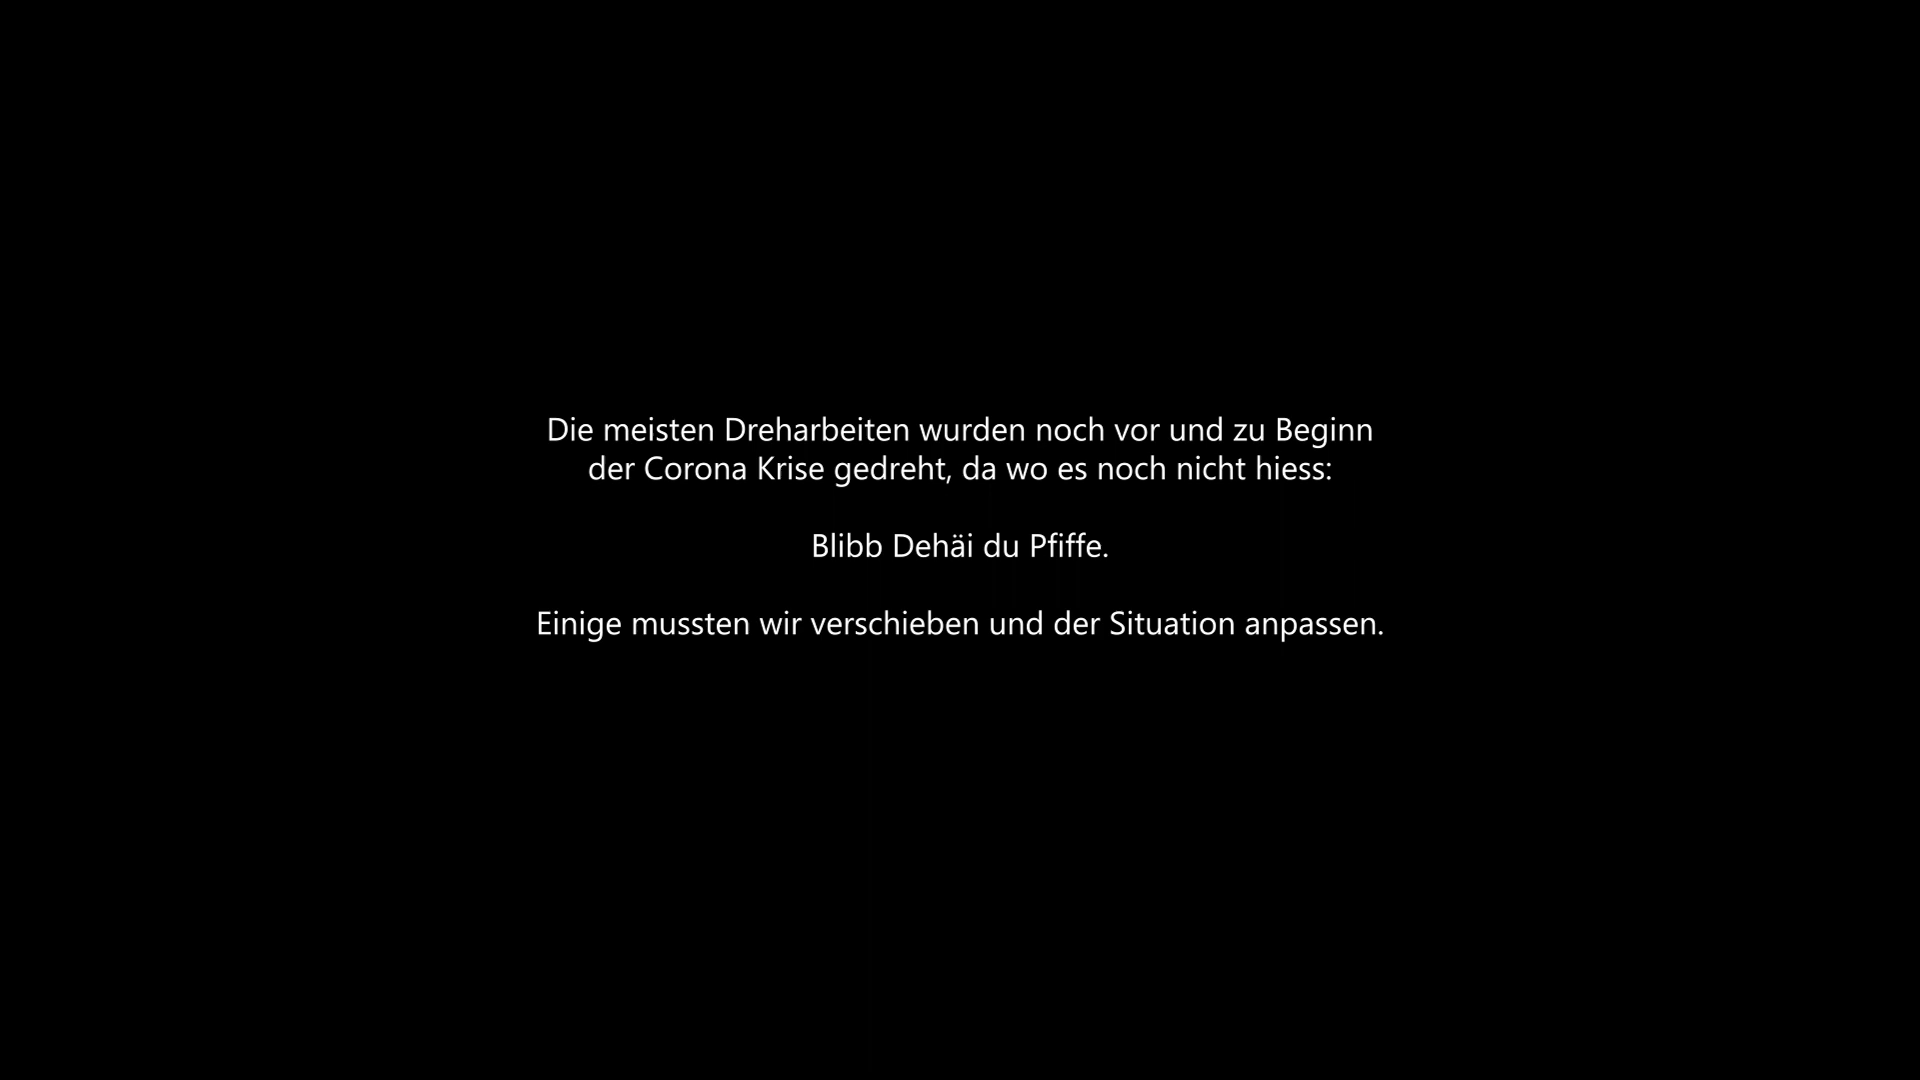 Die meisten Dreharbeiten wurden noch vor und zu Beginn
der Corona Krise gedreht, da wo es noch nicht hiess:
Blibb Dehäi du Pfiffe.
Einige mussten wir verschieben und der Situation anpassen.